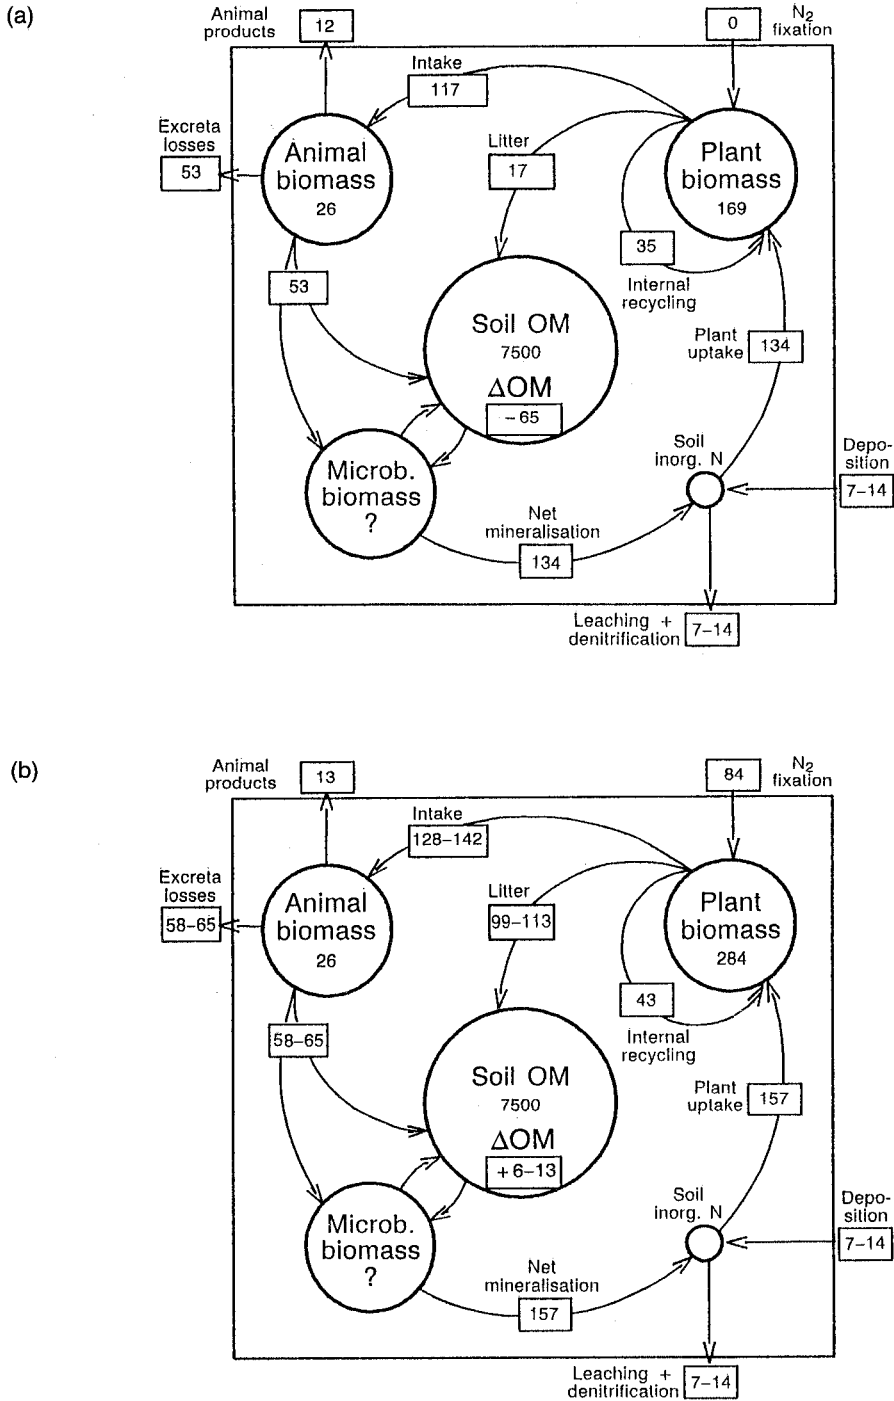 (a)
Animal
products
12
0
N2
fixation
Intake
117
Excreta
losses
53
Animal
biomass
26
Litter
17
Plant
biomass
169
35
Internal
recycling
53
Soil OM
7500
ΔOM
-65
Plant
uptake
134
Soil
inorg. N
Depo-
sition
7-14
Microb.
biomass
?
Net
mineralisation
134
Leaching +
denitrification
7-14
(b)
Animal
products
13
84
N2
fixation
Intake
128-142
Excreta
losses
58-65
Animal
biomass
26
Litter
99-113
Plant
biomass
284
43
Internal
recycling
58-65
Soil OM
7500
ΔOM
+6-13
Plant
uptake
157
Soil
inorg. N
Depo-
sition
7-14
Microb.
biomass
?
Net
mineralisation
157
Leaching +
denitrification
7-14